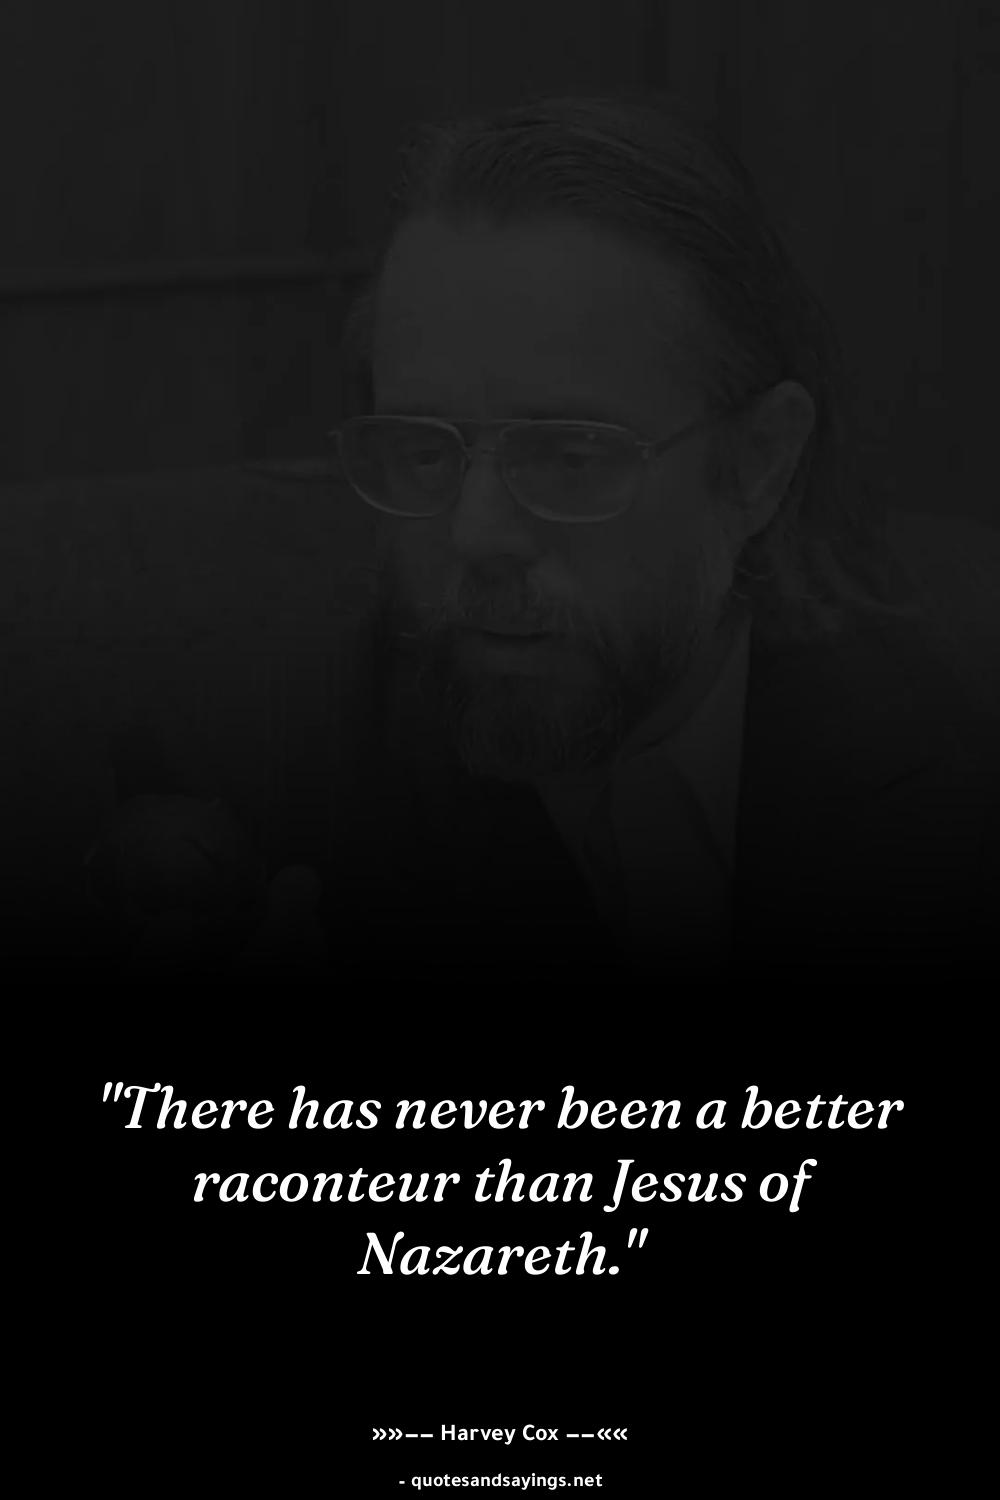 "There has never been a better
raconteur than Jesus of
Nazareth."
»»−− Harvey Cox −−««
- quotesandsayings.net